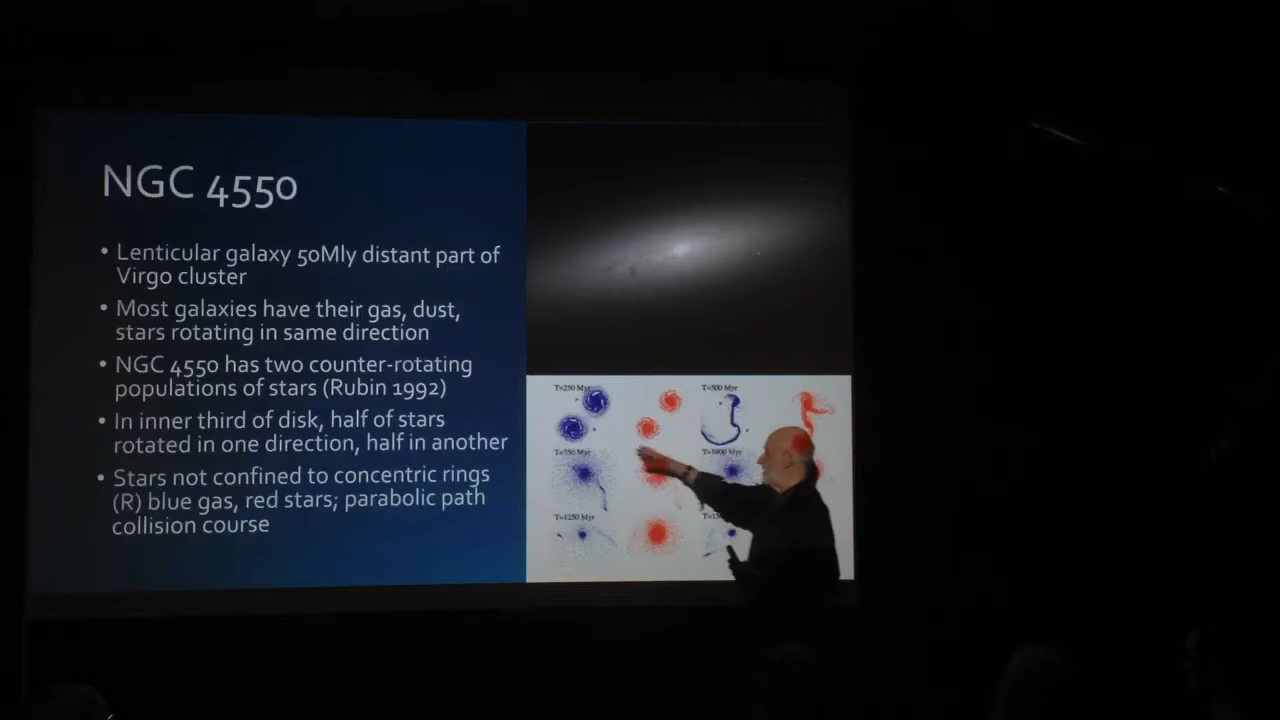 NGC 4550
• Lenticular galaxy 50Mly distant part of
Virgo cluster
• Most galaxies have their gas, dust,
stars rotating in same direction
• NGC 4550 has two counter-rotating
populations of stars (Rubin 1992)
• In inner third of disk, half of stars
rotated in one direction, half in another
• Stars not confined to concentric rings
(R) blue gas, red stars; parabolic path
collision course
T=250 Myr
T=500 Myr
T=750 Myr
T=1000 Myr
T=1250 Myr